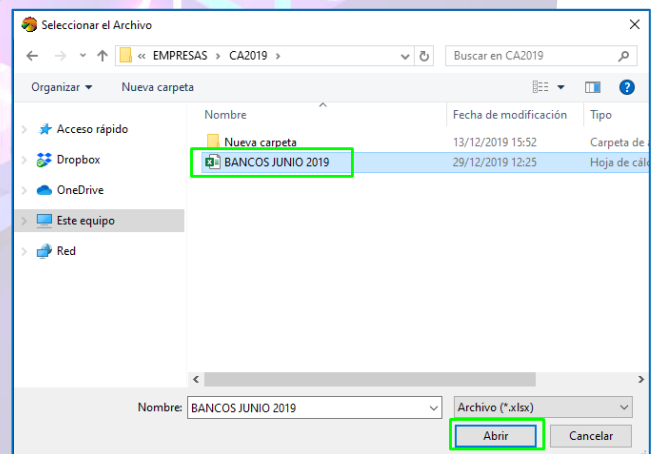 Seleccionar el Archivo
« EMPRESAS › CA2019 ›
Buscar en CA2019
Organizar
Nueva carpeta
Nombre
Fecha de modificación
Tipo
Acceso rápido
Dropbox
OneDrive
Este equipo
Red
Nueva carpeta
13/12/2019 15:52
Carpeta de a
BANCOS JUNIO 2019
29/12/2019 12:25
Hoja de cálc
Nombre:
BANCOS JUNIO 2019
Archivo (*.xlsx)
Abrir
Cancelar